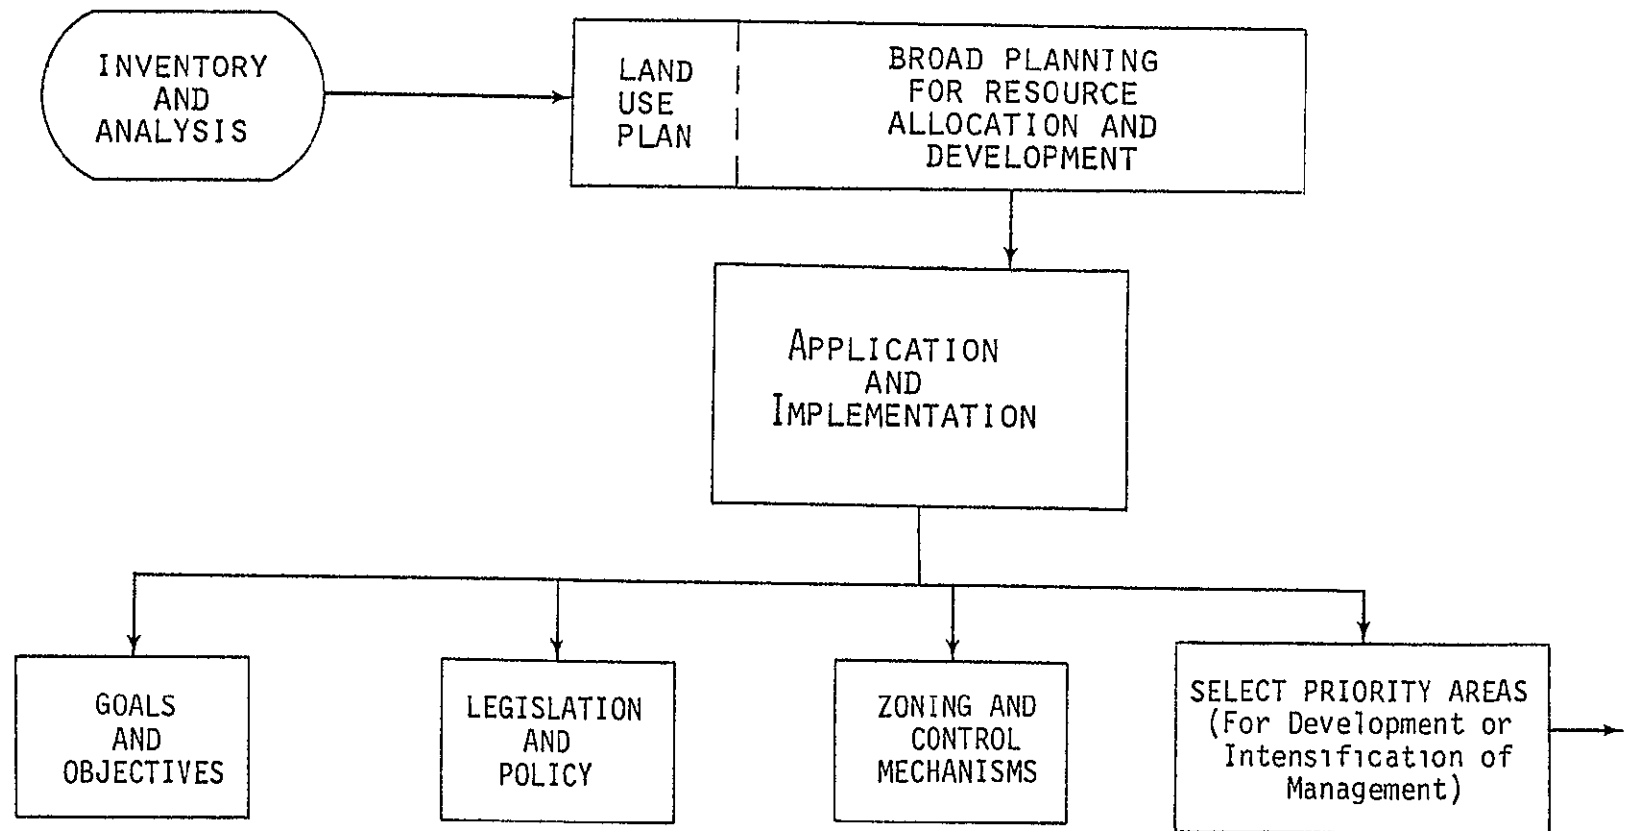 INVENTORY
AND
ANALYSIS
LAND
USE
PLAN
BROAD PLANNING
FOR RESOURCE
ALLOCATION AND
DEVELOPMENT
APPLICATION
AND
IMPLEMENTATION
GOALS
AND
OBJECTIVES
LEGISLATION
AND
POLICY
ZONING AND
CONTROL
MECHANISMS
SELECT PRIORITY AREAS
(For Development or
Intensification of
Management)